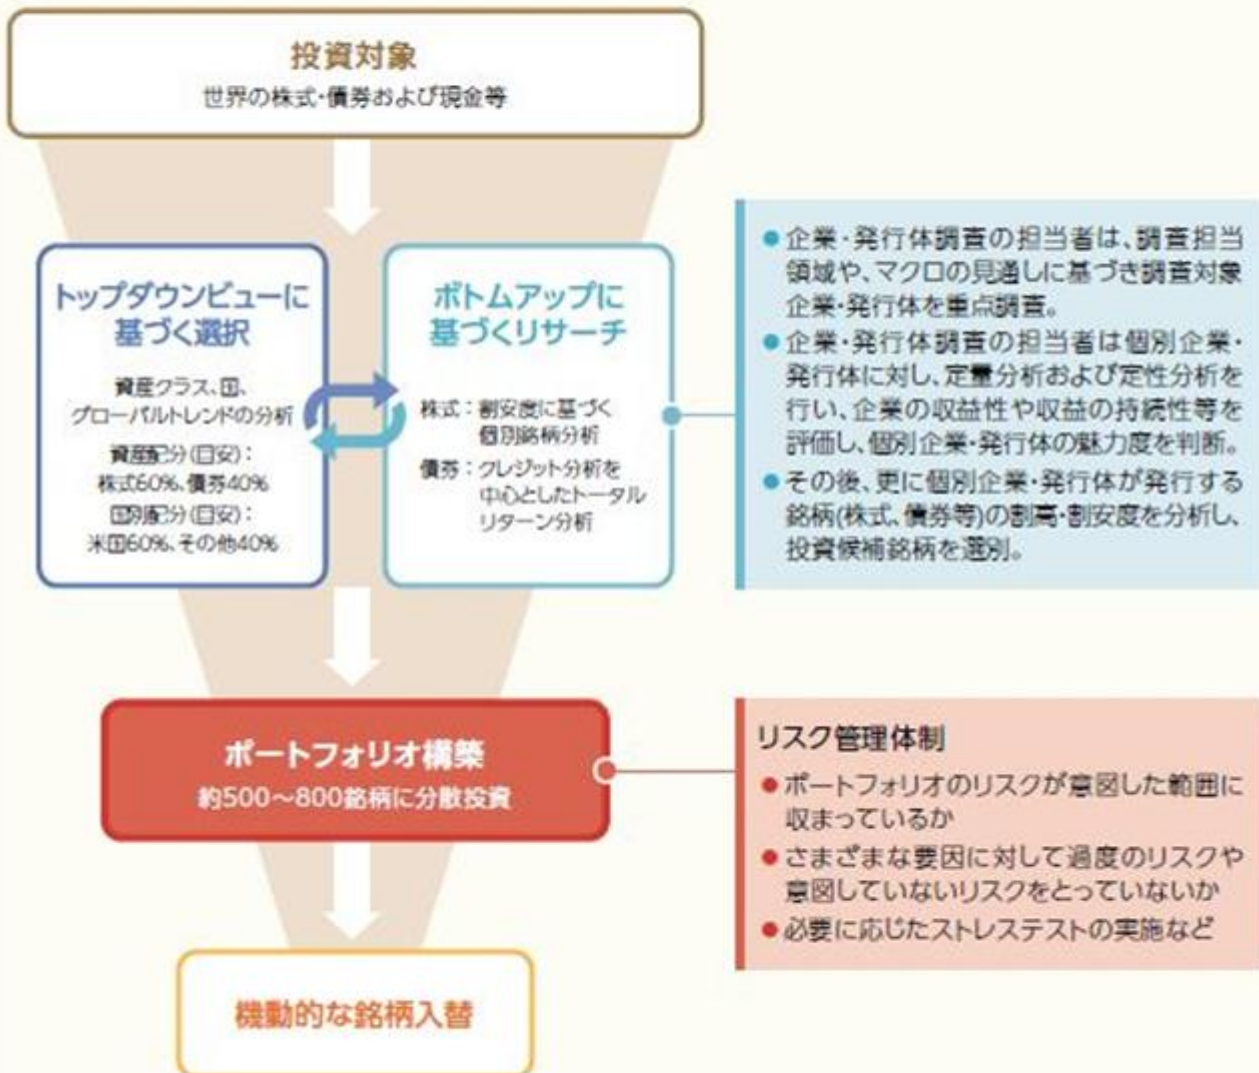 投資対象
世界の株式・債券および現金等
トップダウンビューに
基づく選択
資産クラス、国、
グローバルトレンドの分析
資産配分(目安)：
株式60%、債券40%
国別配分(目安)：
米国60%、その他40%
ボトムアップに
基づくリサーチ
株式：割安度に基づく
個別銘柄分析
債券：クレジット分析を
中心としたトータル
リターン分析
●企業・発行体調査の担当者は、調査担当
領域や、マクロの見通しに基づき調査対象
企業・発行体を重点調査。
●企業・発行体調査の担当者は個別企業・
発行体に対し、定量分析および定性分析を
行い、企業の収益性や収益の持続性等を
評価し、個別企業・発行体の魅力度を判断。
●その後、更に個別企業・発行体が発行する
銘柄(株式、債券等)の割高・割安度を分析し、
投資候補銘柄を選別。
ポートフォリオ構築
約500～800銘柄に分散投資
リスク管理体制
●ポートフォリオのリスクが意図した範囲に
収まっているか
●さまざまな要因に対して過度のリスクや
意図していないリスクをとっていないか
●必要に応じたストレステストの実施など
機動的な銘柄入替